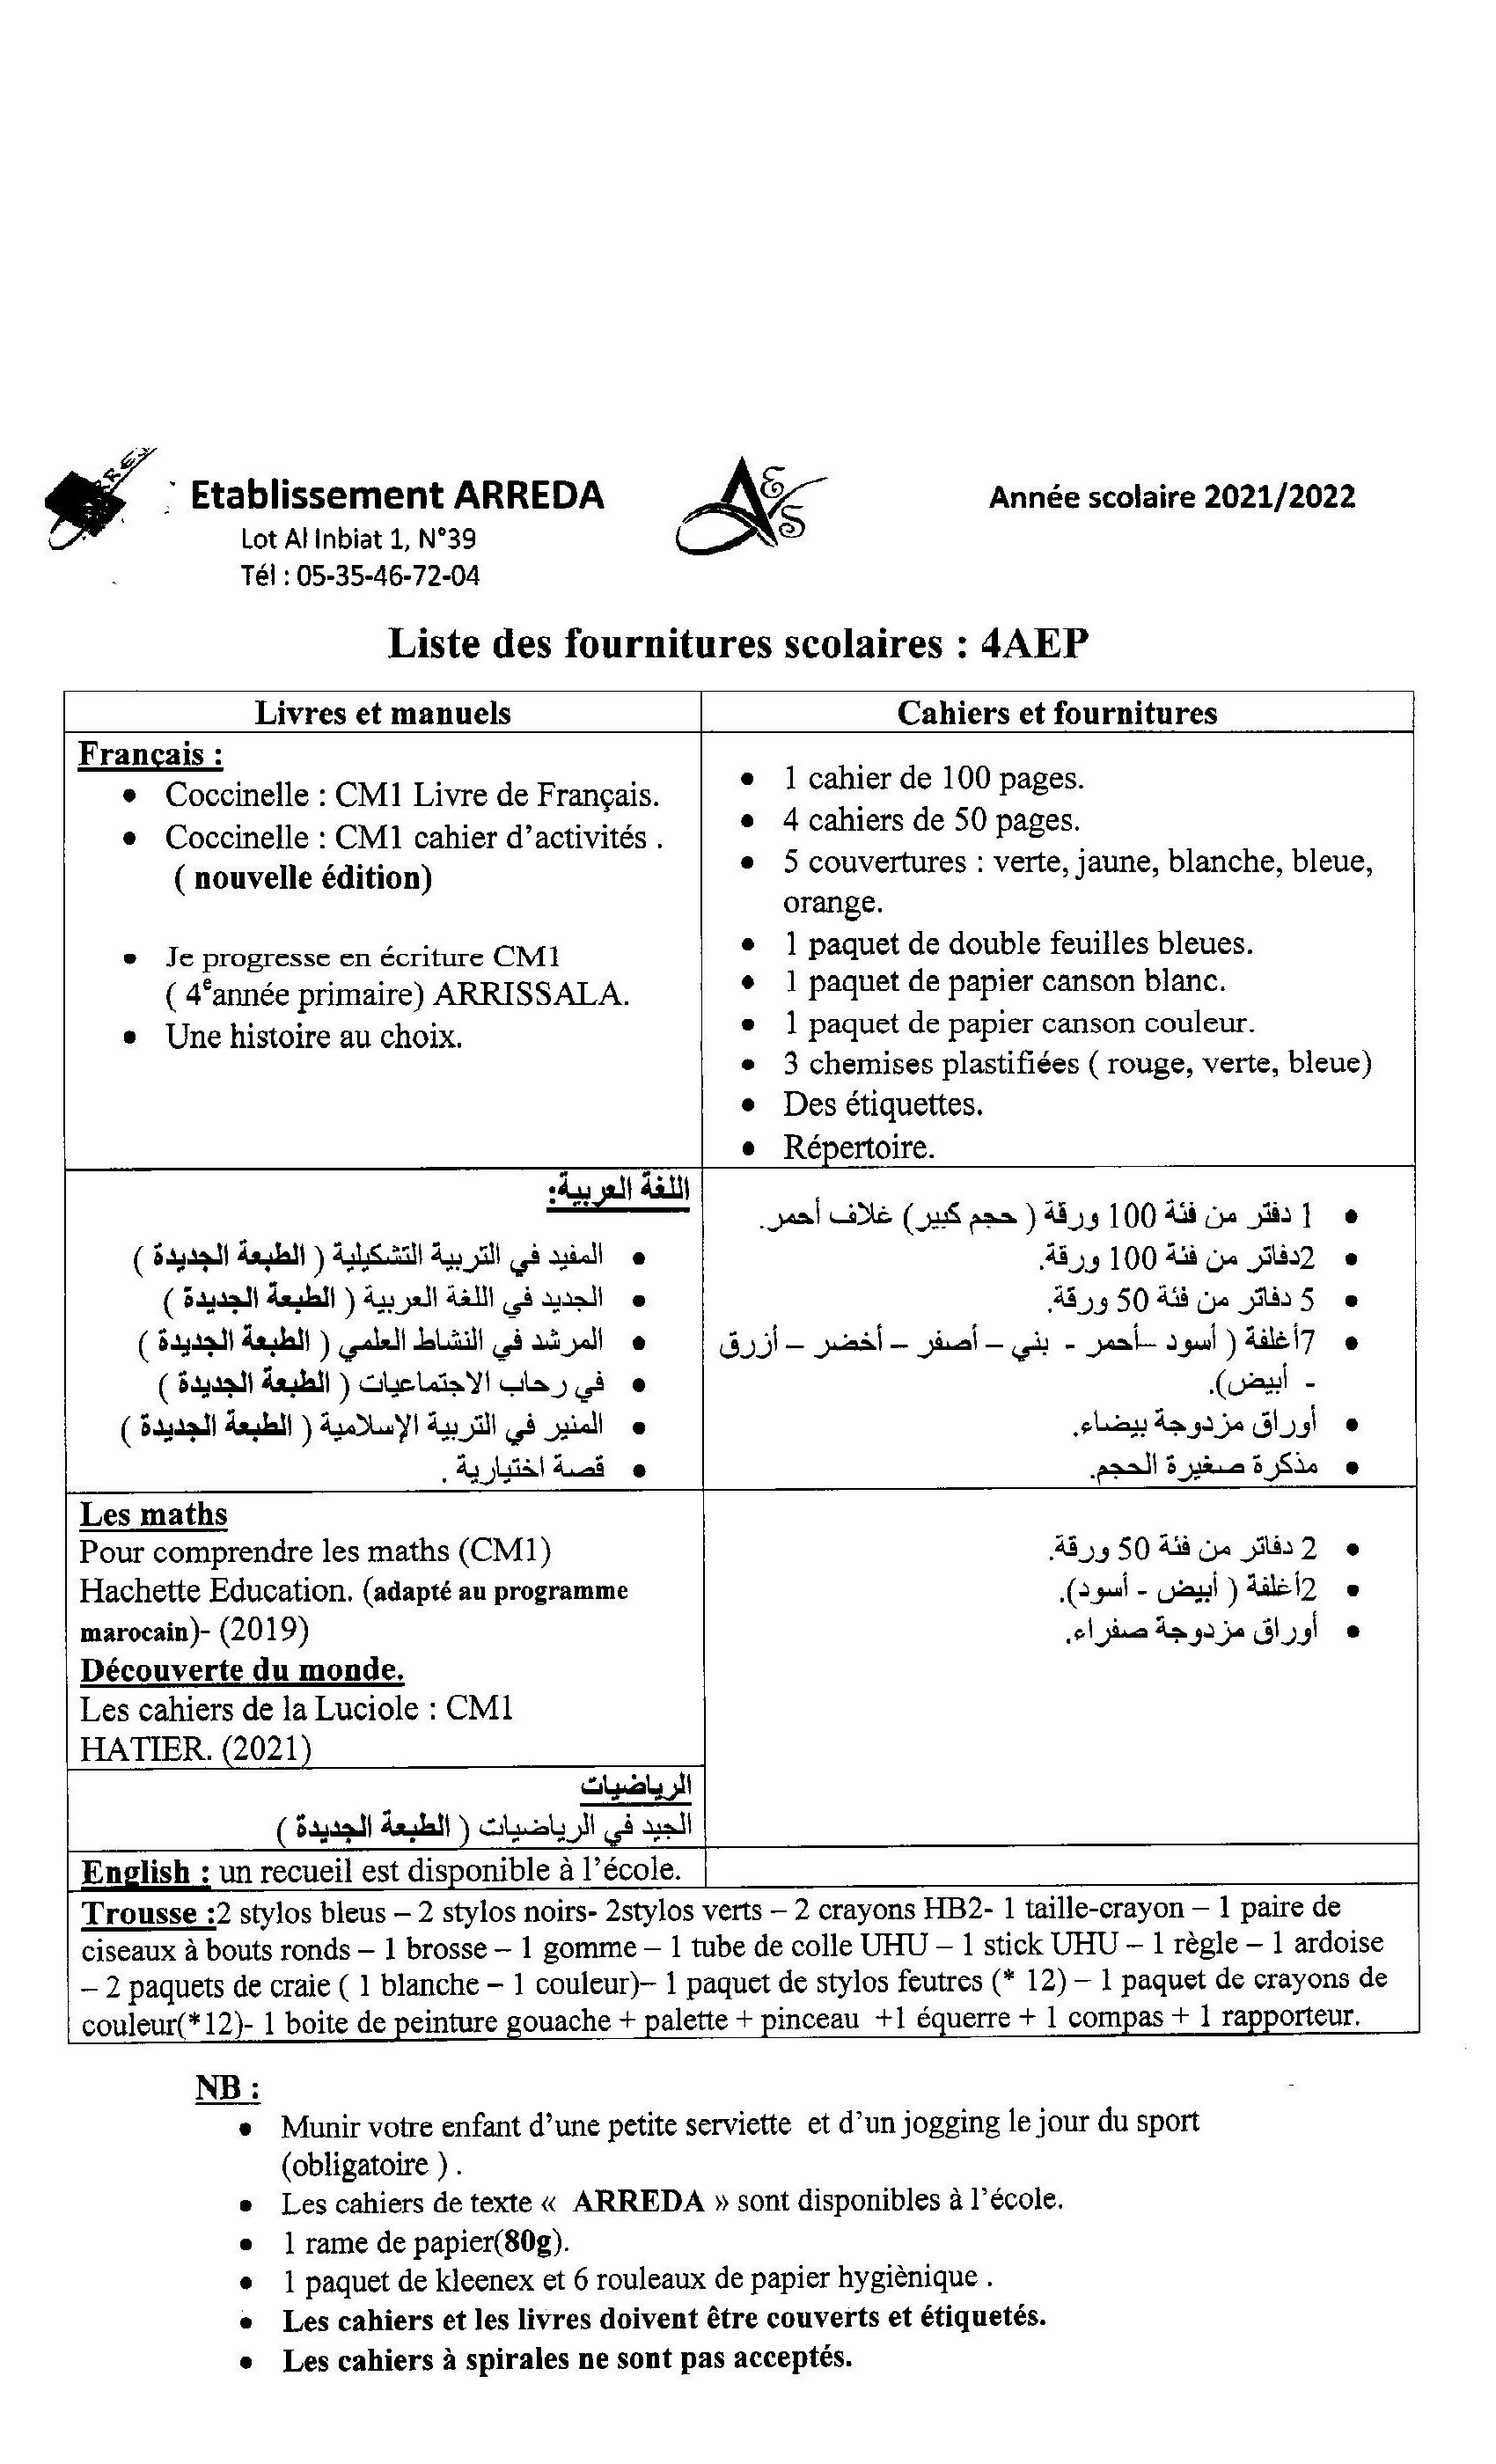 Etablissement ARREDA
Lot Al Inbiat 1, N°39
Tél : 05-35-46-72-04
Année scolaire 2021/2022
Liste des fournitures scolaires : 4AEP
Livres et manuels
Cahiers et fournitures
Français :
• Coccinelle : CM1 Livre de Français.
• Coccinelle : CM1 cahier d’activités .
( nouvelle édition)
• Je progresse en écriture CM1
( 4e année primaire) ARRISSALA.
• Une histoire au choix.
• 1 cahier de 100 pages.
• 4 cahiers de 50 pages.
• 5 couvertures : verte, jaune, blanche, bleue,
orange.
• 1 paquet de double feuilles bleues.
• 1 paquet de papier canson blanc.
• 1 paquet de papier canson couleur.
• 3 chemises plastifiées ( rouge, verte, bleue)
• Des étiquettes.
• Répertoire.
اللغة العربية:
• المفيد في التربية التشكيلية ( الطبعة الجديدة )
• الجديد في اللغة العربية ( الطبعة الجديدة )
• المرشد في النشاط العلمي ( الطبعة الجديدة )
• في رحاب الاجتماعيات ( الطبعة الجديدة )
• المنير في التربية الإسلامية ( الطبعة الجديدة )
• قصة اختيارية .
• 1 دفتر من فئة 100 ورقة ( حجم كبير) غلاف أحمر.
• 2دفاتر من فئة 100 ورقة.
• 5 دفاتر من فئة 50 ورقة.
• 7أغلفة ( أسود –أحمر - بني – أصفر – أخضر – أزرق
- أبيض).
• أوراق مزدوجة بيضاء.
• مذكرة صغيرة الحجم.
Les maths
Pour comprendre les maths (CM1)
Hachette Education. (adapté au programme
marocain)- (2019)
Découverte du monde.
Les cahiers de la Luciole : CM1
HATIER. (2021)
• 2 دفاتر من فئة 50 ورقة.
• 2أغلفة ( أبيض - أسود).
• أوراق مزدوجة صفراء.
الرياضيات
الجيد في الرياضيات ( الطبعة الجديدة )
English : un recueil est disponible à l’école.
Trousse :2 stylos bleus – 2 stylos noirs- 2stylos verts – 2 crayons HB2- 1 taille-crayon – 1 paire de
ciseaux à bouts ronds – 1 brosse – 1 gomme – 1 tube de colle UHU – 1 stick UHU – 1 règle – 1 ardoise
– 2 paquets de craie ( 1 blanche – 1 couleur)– 1 paquet de stylos feutres (* 12) – 1 paquet de crayons de
couleur(*12)- 1 boite de peinture gouache + palette + pinceau +1 équerre + 1 compas + 1 rapporteur.
NB :
• Munir votre enfant d’une petite serviette et d’un jogging le jour du sport
(obligatoire ) .
• Les cahiers de texte « ARREDA » sont disponibles à l’école.
• 1 rame de papier(80g).
• 1 paquet de kleenex et 6 rouleaux de papier hygiènique .
• Les cahiers et les livres doivent être couverts et étiquetés.
• Les cahiers à spirales ne sont pas acceptés.